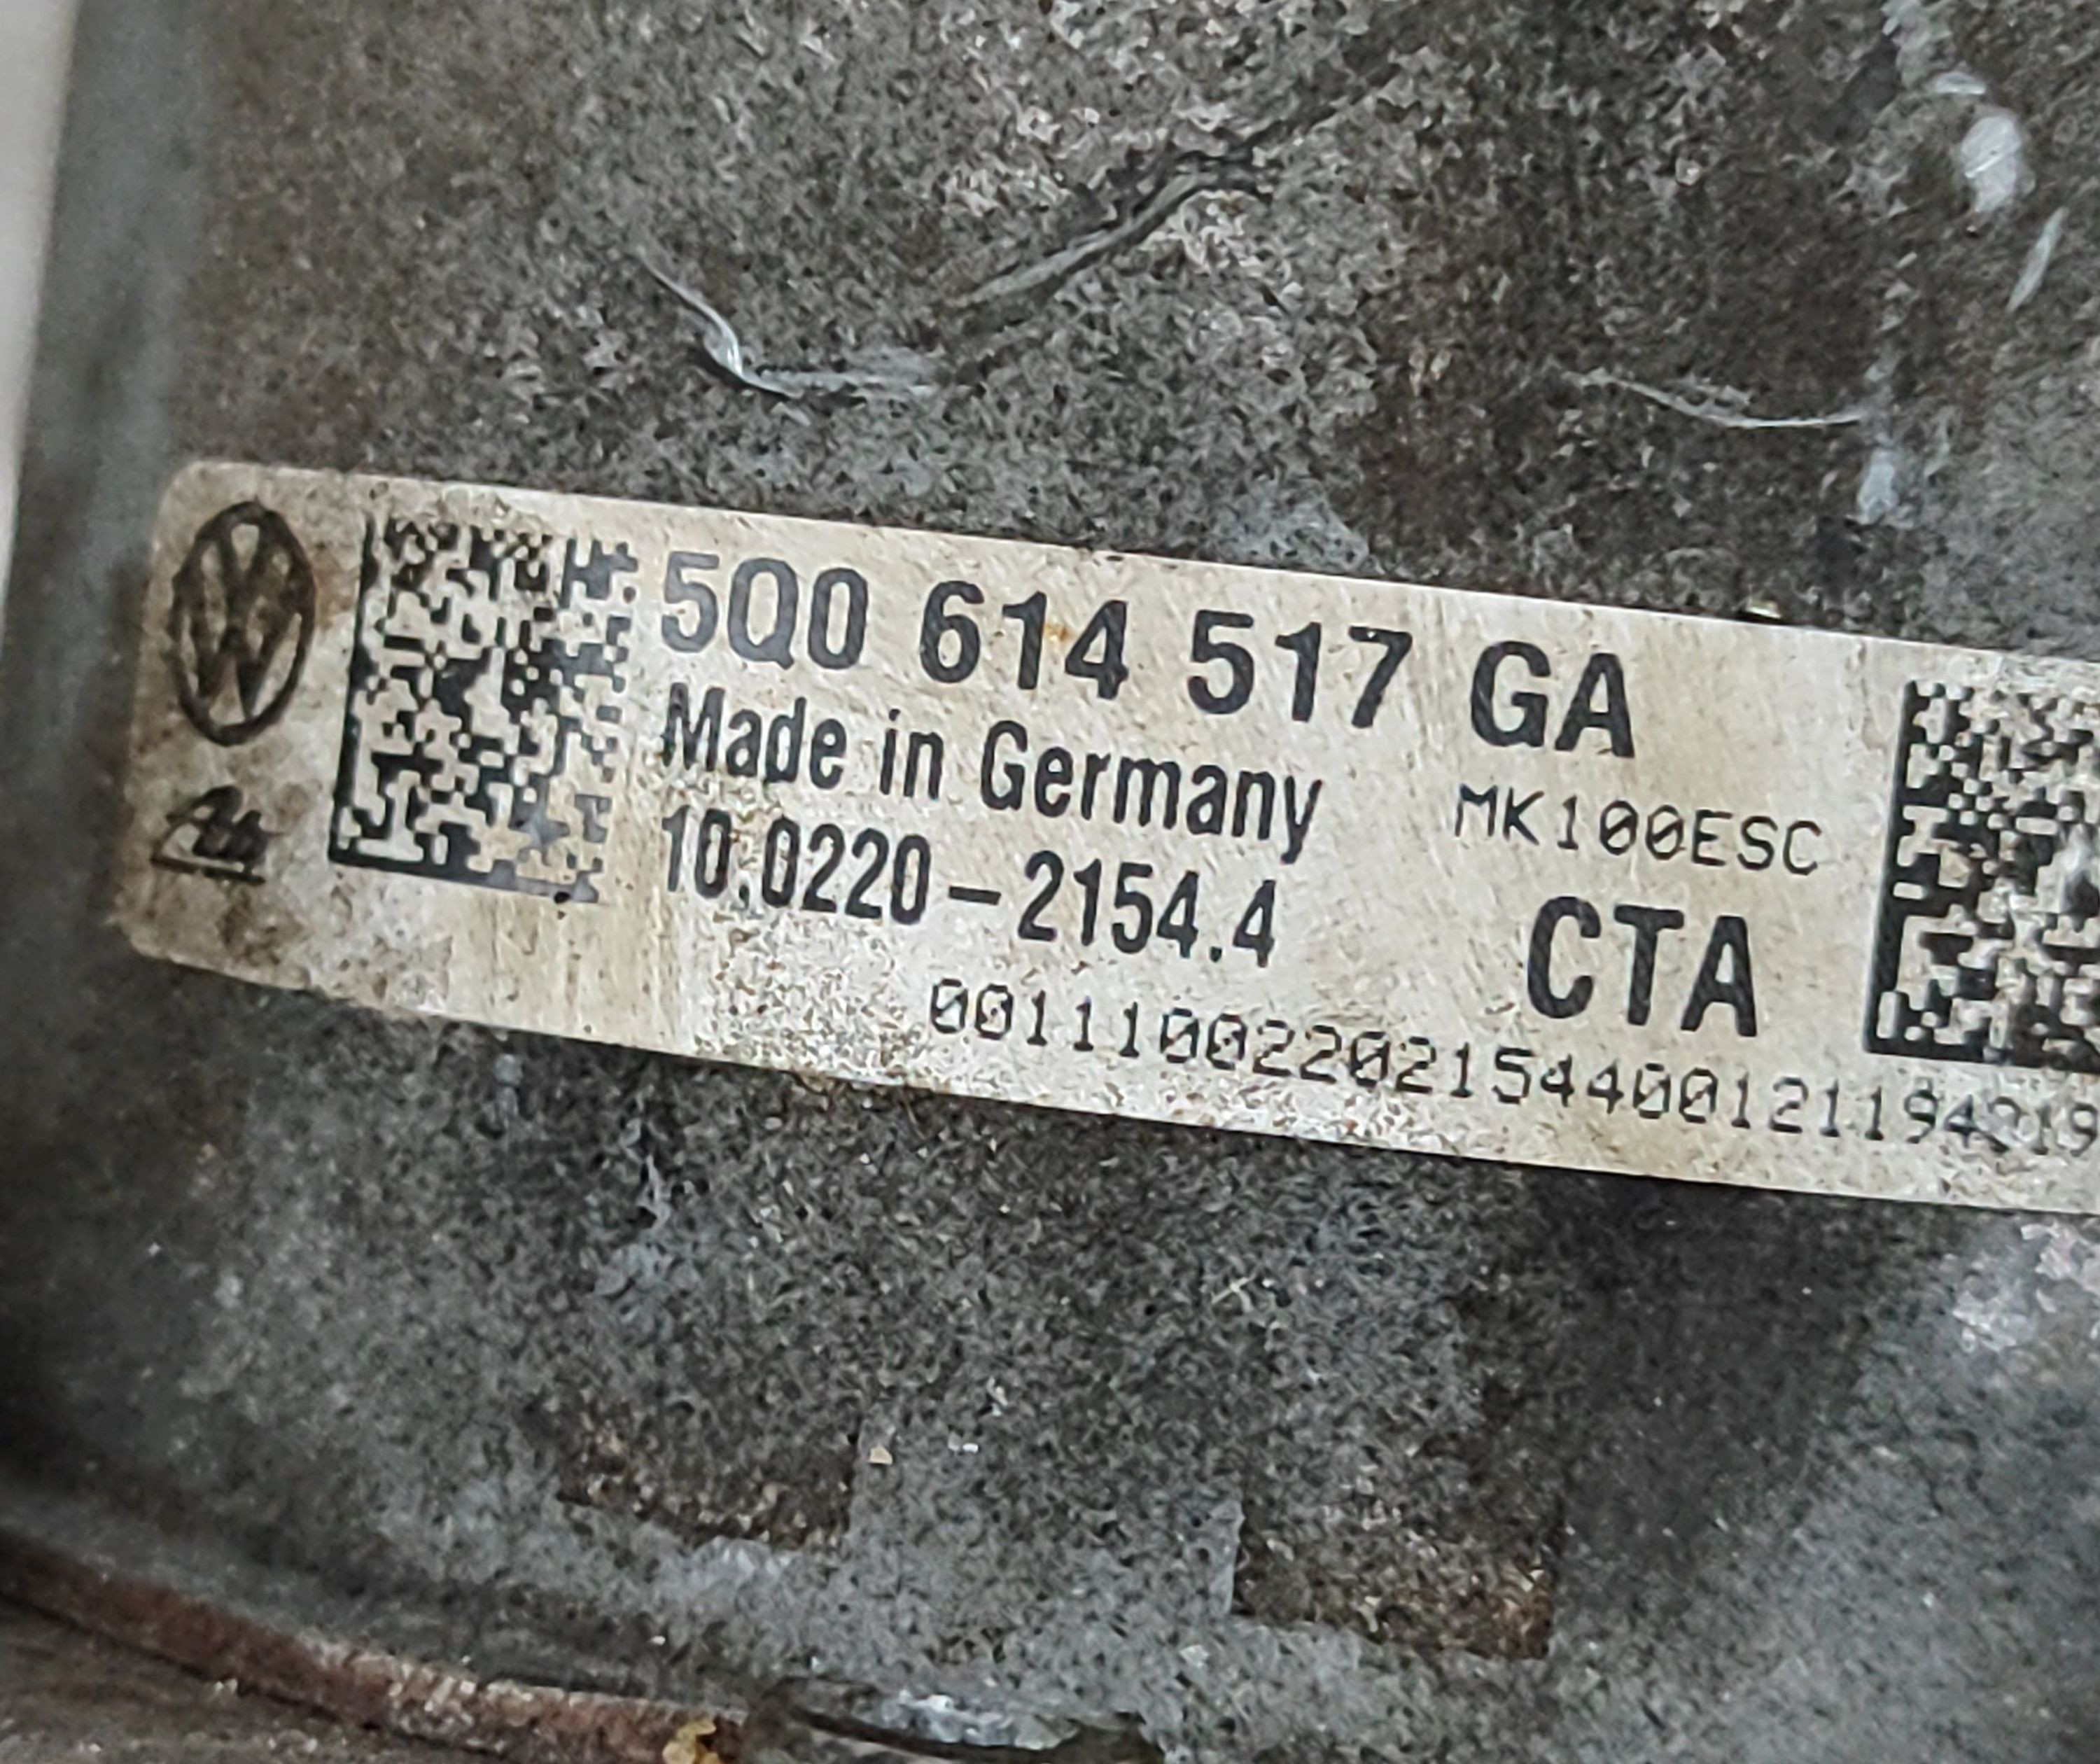 5Q0 614 517 GA
Made in Germany
MK100ESC
10.0220-2154.4
CTA